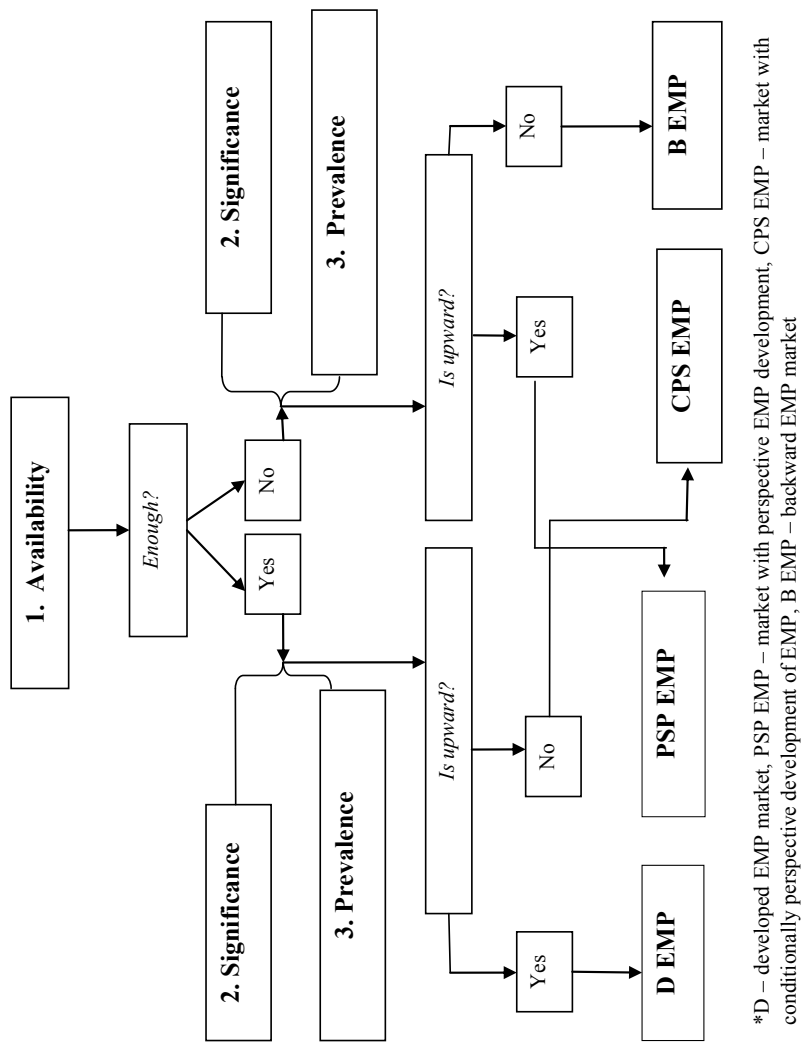 1. Availability
Enough?
Yes
No
2. Significance
3. Prevalence
2. Significance
3. Prevalence
Is upward?
Is upward?
Yes
No
Yes
No
D EMP
PSP EMP
CPS EMP
B EMP
*D – developed EMP market, PSP EMP – market with perspective EMP development, CPS EMP – market with
conditionally perspective development of EMP, B EMP – backward EMP market